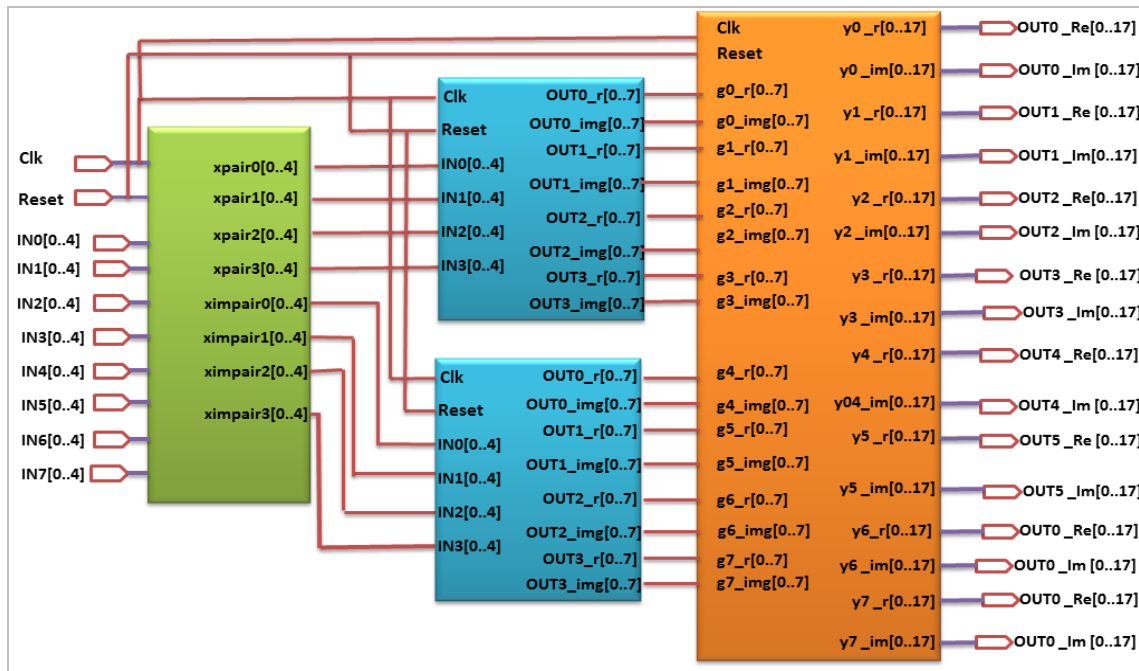 Clk
Reset
IN0[0..4]
IN1[0..4]
IN2[0..4]
IN3[0..4]
IN4[0..4]
IN5[0..4]
IN6[0..4]
IN7[0..4]
xpair0[0..4]
xpair1[0..4]
xpair2[0..4]
xpair3[0..4]
ximpair0[0..4]
ximpair1[0..4]
ximpair2[0..4]
ximpair3[0..4]
Clk
Reset
IN0[0..4]
IN1[0..4]
IN2[0..4]
IN3[0..4]
OUT0_r[0..7]
OUT0_img[0..7]
OUT1_r[0..7]
OUT1_img[0..7]
OUT2_r[0..7]
OUT2_img[0..7]
OUT3_r[0..7]
OUT3_img[0..7]
Clk
Reset
IN0[0..4]
IN1[0..4]
IN2[0..4]
IN3[0..4]
OUT0_r[0..7]
OUT0_img[0..7]
OUT1_r[0..7]
OUT1_img[0..7]
OUT2_r[0..7]
OUT2_img[0..7]
OUT3_r[0..7]
OUT3_img[0..7]
Clk
Reset
g0_r[0..7]
g0_img[0..7]
g1_r[0..7]
g1_img[0..7]
g2_r[0..7]
g2_img[0..7]
g3_r[0..7]
g3_img[0..7]
g4_r[0..7]
g4_img[0..7]
g5_r[0..7]
g5_img[0..7]
g6_r[0..7]
g6_img[0..7]
g7_r[0..7]
g7_img[0..7]
y0 _r[0..17]
y0 _im[0..17]
y1 _r[0..17]
y1 _im[0..17]
y2 _r[0..17]
y2 _im[0..17]
y3 _r[0..17]
y3 _im[0..17]
y4 _r[0..17]
y04 _im[0..17]
y5 _r[0..17]
y5 _im[0..17]
y6 _r[0..17]
y6 _im[0..17]
y7 _r[0..17]
y7 _im[0..17]
OUT0 _Re[0..17]
OUT0 _Im [0..17]
OUT1 _Re [0..17]
OUT1 _Im[0..17]
OUT2 _Re[0..17]
OUT2 _Im [0..17]
OUT3 _Re [0..17]
OUT3 _Im[0..17]
OUT4 _Re[0..17]
OUT4 _Im [0..17]
OUT5 _Re [0..17]
OUT5 _Im[0..17]
OUT0 _Re[0..17]
OUT0 _Im [0..17]
OUT0 _Re[0..17]
OUT0 _Im [0..17]